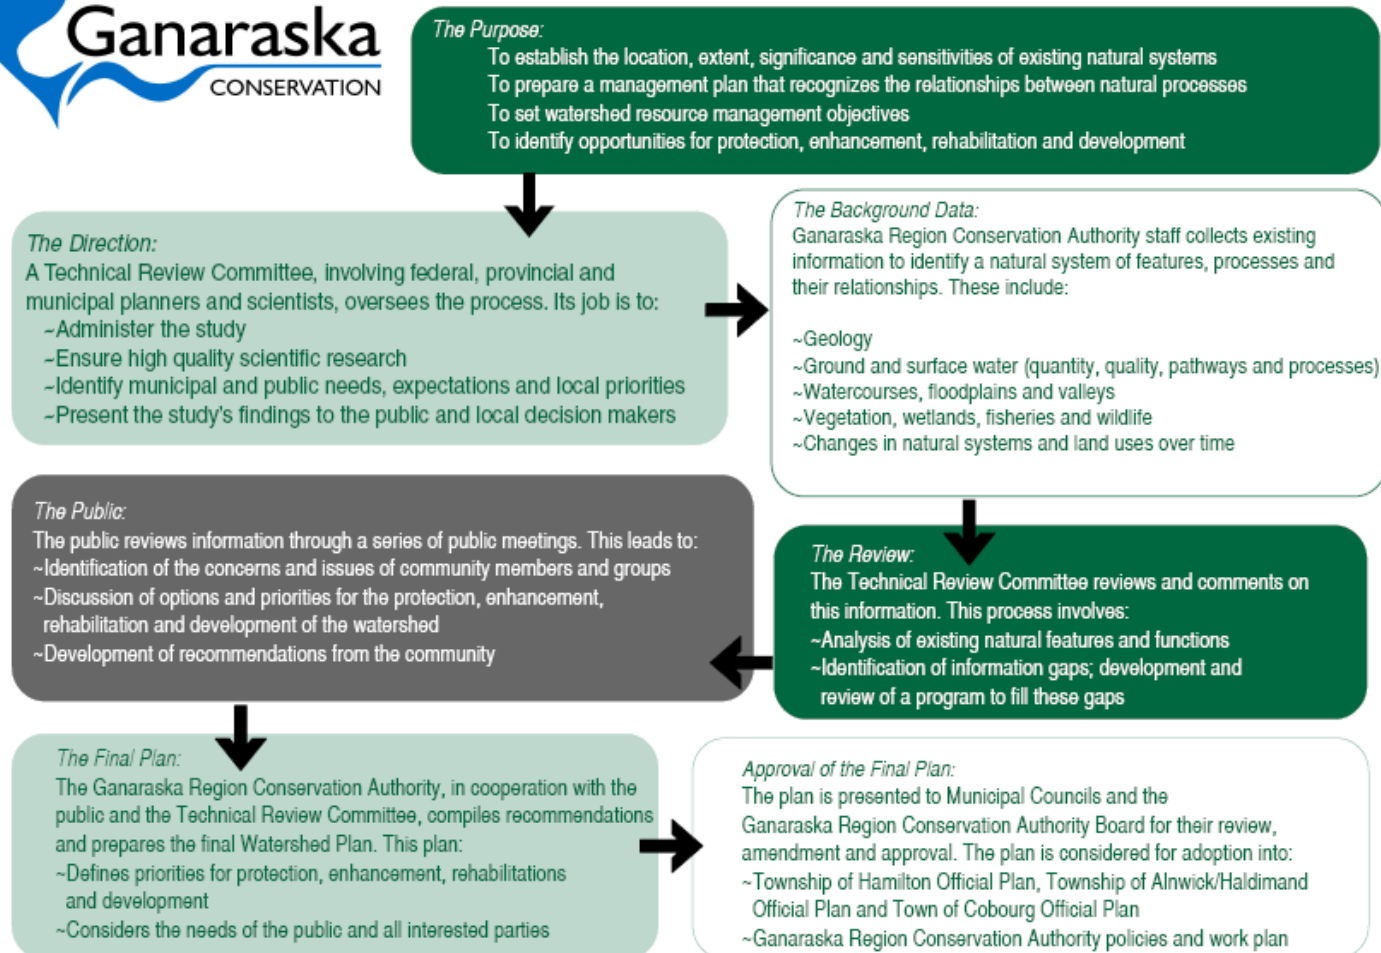 Ganaraska
CONSERVATION
The Purpose:
To establish the location, extent, significance and sensitivities of existing natural systems
To prepare a management plan that recognizes the relationships between natural processes
To set watershed resource management objectives
To identify opportunities for protection, enhancement, rehabilitation and development
The Direction:
A Technical Review Committee, involving federal, provincial and
municipal planners and scientists, oversees the process. Its job is to:
~Administer the study
~Ensure high quality scientific research
~Identify municipal and public needs, expectations and local priorities
~Present the study's findings to the public and local decision makers
The Background Data:
Ganaraska Region Conservation Authority staff collects existing
information to identify a natural system of features, processes and
their relationships. These include:
~Geology
~Ground and surface water (quantity, quality, pathways and processes)
~Watercourses, floodplains and valleys
~Vegetation, wetlands, fisheries and wildlife
~Changes in natural systems and land uses over time
The Review:
The Technical Review Committee reviews and comments on
this information. This process involves:
~Analysis of existing natural features and functions
~Identification of information gaps; development and
review of a program to fill these gaps
The Public:
The public reviews information through a series of public meetings. This leads to:
~Identification of the concerns and issues of community members and groups
~Discussion of options and priorities for the protection, enhancement,
rehabilitation and development of the watershed
~Development of recommendations from the community
The Final Plan:
The Ganaraska Region Conservation Authority, in cooperation with the
public and the Technical Review Committee, compiles recommendations
and prepares the final Watershed Plan. This plan:
~Defines priorities for protection, enhancement, rehabilitations
and development
~Considers the needs of the public and all interested parties
Approval of the Final Plan:
The plan is presented to Municipal Councils and the
Ganaraska Region Conservation Authority Board for their review,
amendment and approval. The plan is considered for adoption into:
~Township of Hamilton Official Plan, Township of Alnwick/Haldimand
Official Plan and Town of Cobourg Official Plan
~Ganaraska Region Conservation Authority policies and work plan